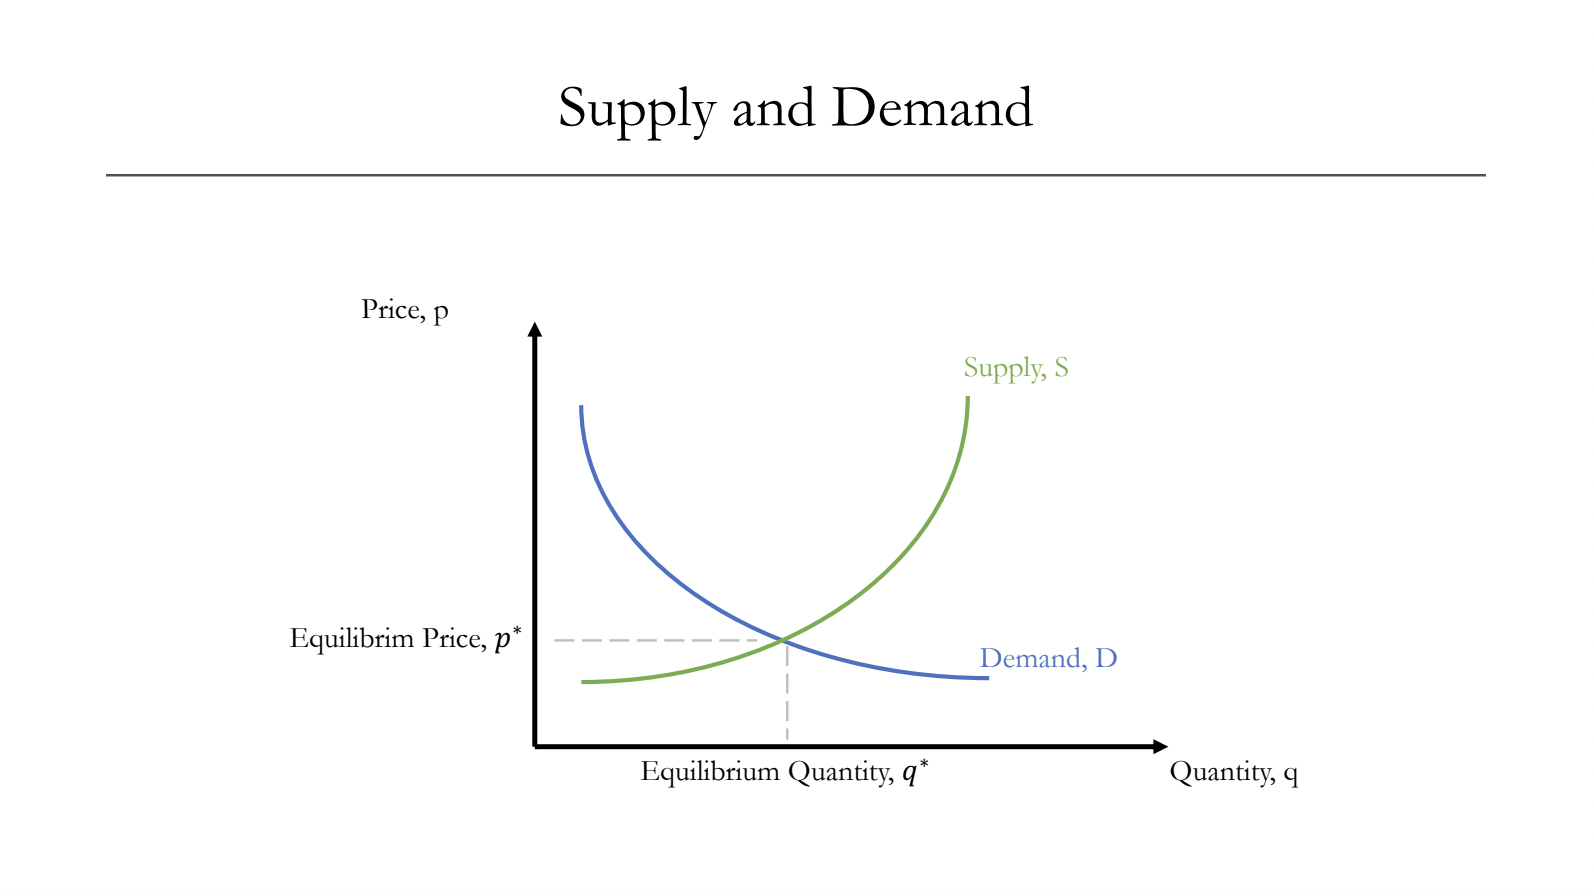 Supply and Demand
Price, p
Supply, S
Equilibrim Price, p*
Demand, D
Equilibrium Quantity, q*
Quantity, q